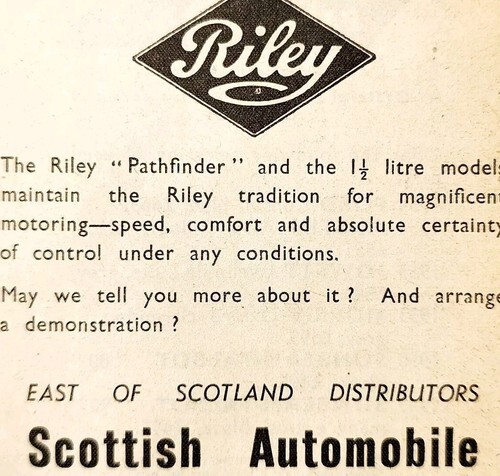 Riley
The Riley "Pathfinder" and the 1½ litre models
maintain the Riley tradition for magnificent
motoring—speed, comfort and absolute certainty
of control under any conditions.
May we tell you more about it? And arrange
a demonstration?
EAST OF SCOTLAND DISTRIBUTORS
Scottish Automobile